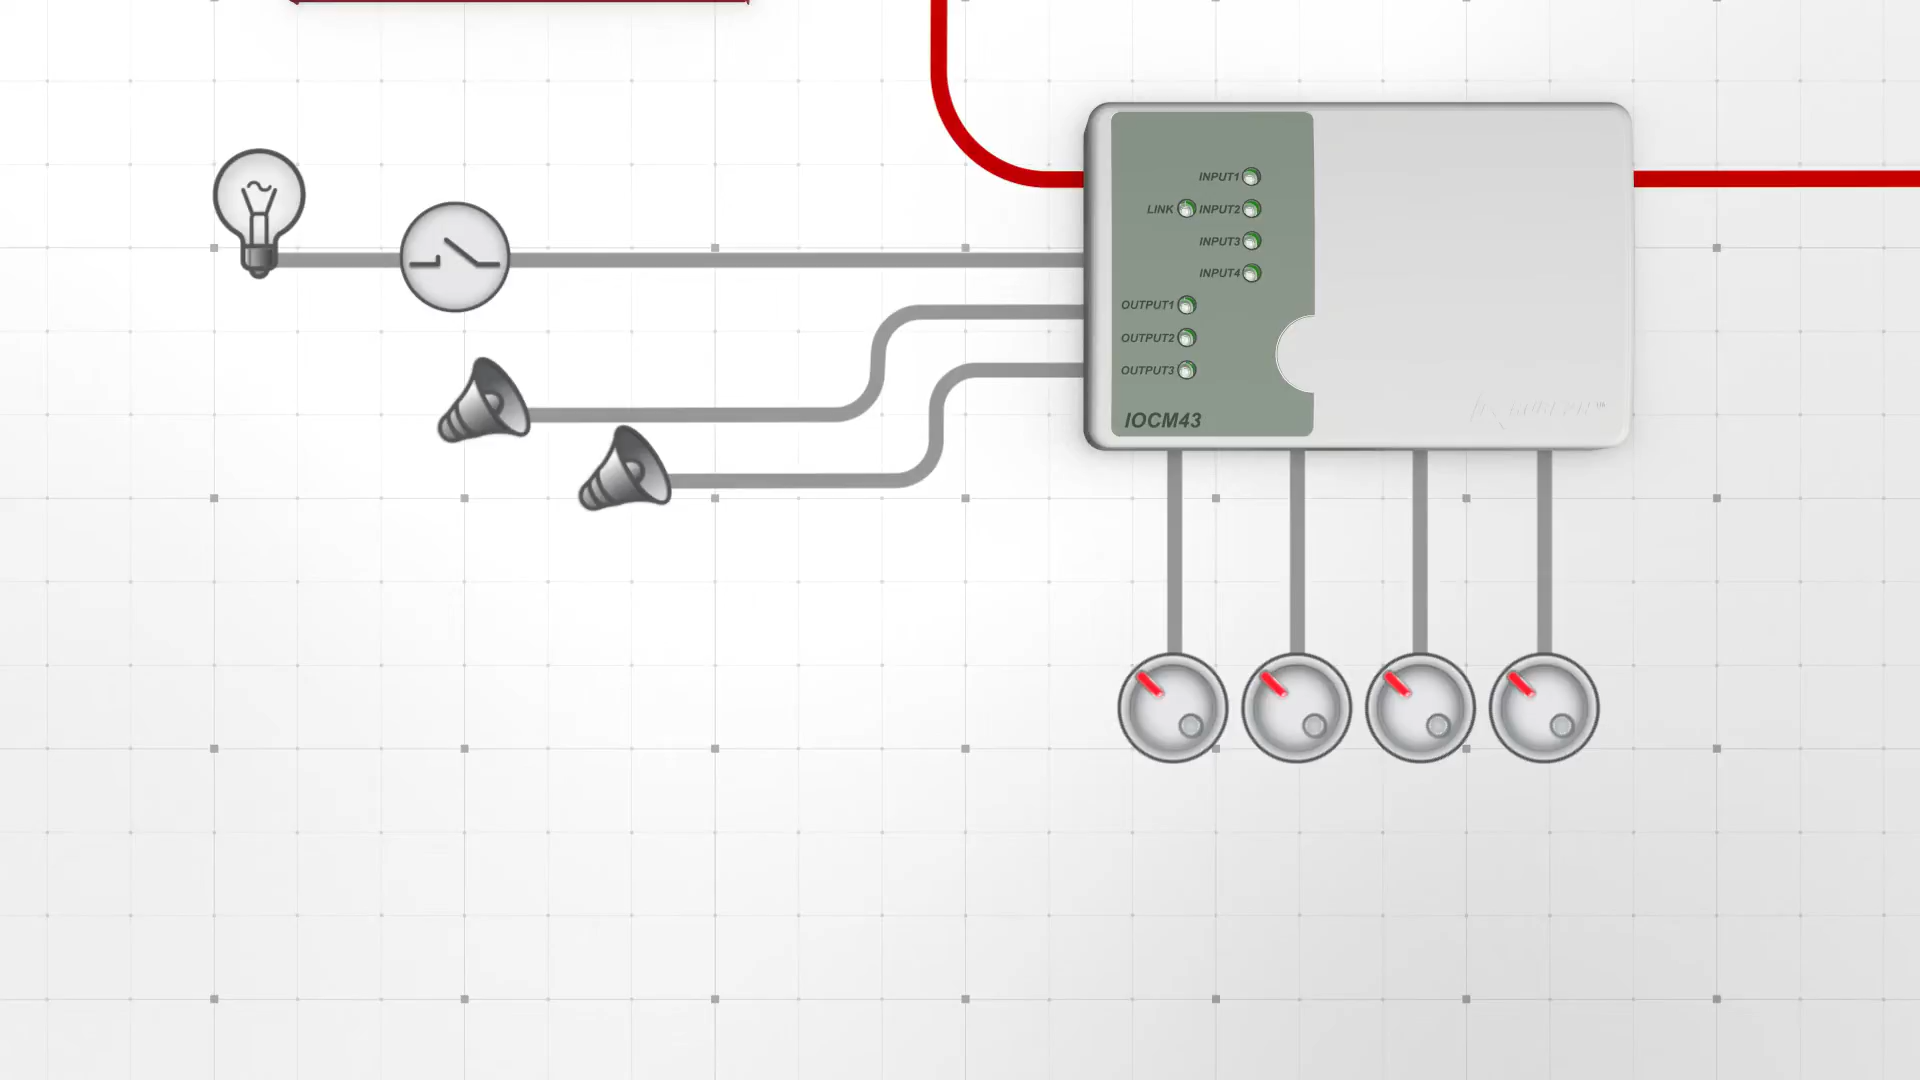 INPUT1
LINK INPUT2
INPUT3
INPUT4
OUTPUT1
OUTPUT2
OUTPUT3
IOCM43